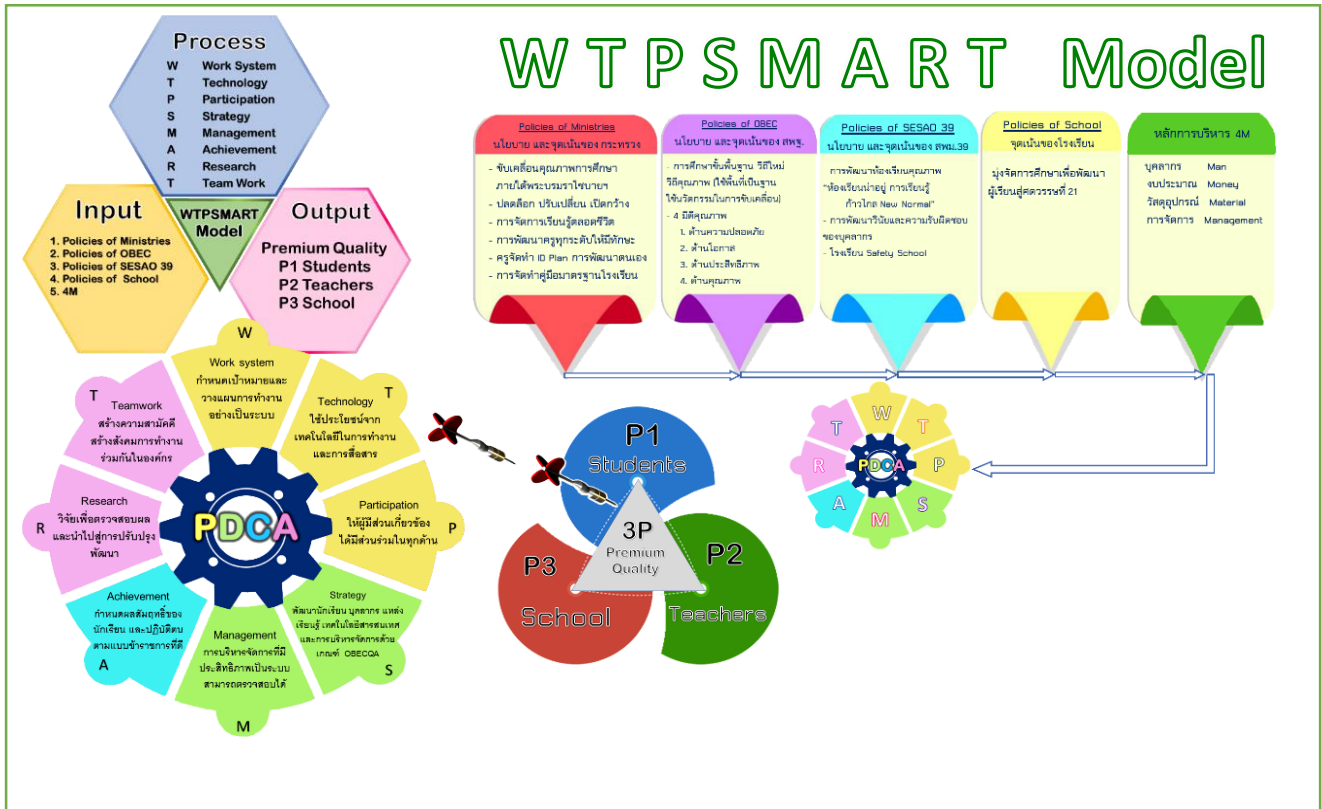 W T P S M A R T Model
Process
W Work System
T Technology
P Participation
S Strategy
M Management
A Achievement
R Research
T Team Work
Input
1. Policies of Ministries
2. Policies of OBEC
3. Policies of SESAO 39
4. Policies of School
5. 4M
WTPSMART
Model
Output
Premium Quality
P1 Students
P2 Teachers
P3 School
Policies of Ministries
นโยบาย และจุดเน้นของ กระทรวง
- ขับเคลื่อนคุณภาพการศึกษา
ภายใต้พระบรมราโชบายฯ
- ปลดล็อก ปรับเปลี่ยน เปิดกว้าง
- การจัดการเรียนรู้ตลอดชีวิต
- การพัฒนาครูทุกระดับให้มีทักษะ
- ครูจัดทำ ID Plan การพัฒนาตนเอง
- การจัดทำคู่มือมาตรฐานโรงเรียน
Policies of OBEC
นโยบาย และจุดเน้นของ สพฐ.
- การศึกษาขั้นพื้นฐาน วิถีใหม่
วิถีคุณภาพ (ใช้พื้นที่เป็นฐาน
ใช้นวัตกรรมในการขับเคลื่อน)
- 4 มิติคุณภาพ
1. ด้านความปลอดภัย
2. ด้านโอกาส
3. ด้านประสิทธิภาพ
4. ด้านคุณภาพ
Policies of SESAO 39
นโยบาย และจุดเน้นของ สพม.39
- การพัฒนาห้องเรียนคุณภาพ
"ห้องเรียนน่าอยู่ การเรียนรู้
ก้าวไกล New Normal"
- การพัฒนาวินัยและความรับผิดชอบ
ของบุคลากร
- โรงเรียน Safety School
Policies of School
จุดเน้นของโรงเรียน
มุ่งจัดการศึกษาเพื่อพัฒนา
ผู้เรียนสู่ศตวรรษที่ 21
หลักการบริหาร 4M
บุคลากร Man
งบประมาณ Money
วัสดุอุปกรณ์ Material
การจัดการ Management
W
Work system
กำหนดเป้าหมายและ
วางแผนการทำงาน
อย่างเป็นระบบ
T
Technology
ใช้ประโยชน์จาก
เทคโนโลยีในการทำงาน
และการสื่อสาร
P
Participation
ให้ผู้มีส่วนเกี่ยวข้อง
ได้มีส่วนร่วมในทุกด้าน
S
Strategy
พัฒนานักเรียน บุคลากร แหล่ง
เรียนรู้ เทคโนโลยีสารสนเทศ
และการบริหารจัดการด้วย
เกณฑ์ OBECQA
M
Management
การบริหารจัดการที่มี
ประสิทธิภาพเป็นระบบ
สามารถตรวจสอบได้
A
Achievement
กำหนดผลสัมฤทธิ์ของ
นักเรียน และปฏิบัติตน
ตามแบบข้าราชการที่ดี
R
Research
วิจัยเพื่อตรวจสอบผล
และนำไปสู่การปรับปรุง
พัฒนา
T
Teamwork
สร้างความสามัคคี
สร้างสังคมการทำงาน
ร่วมกันในองค์กร
PDCA
P1
Students
P2
Teachers
P3
School
3P
Premium
Quality
W
T
P
S
M
A
R
T
PDCA